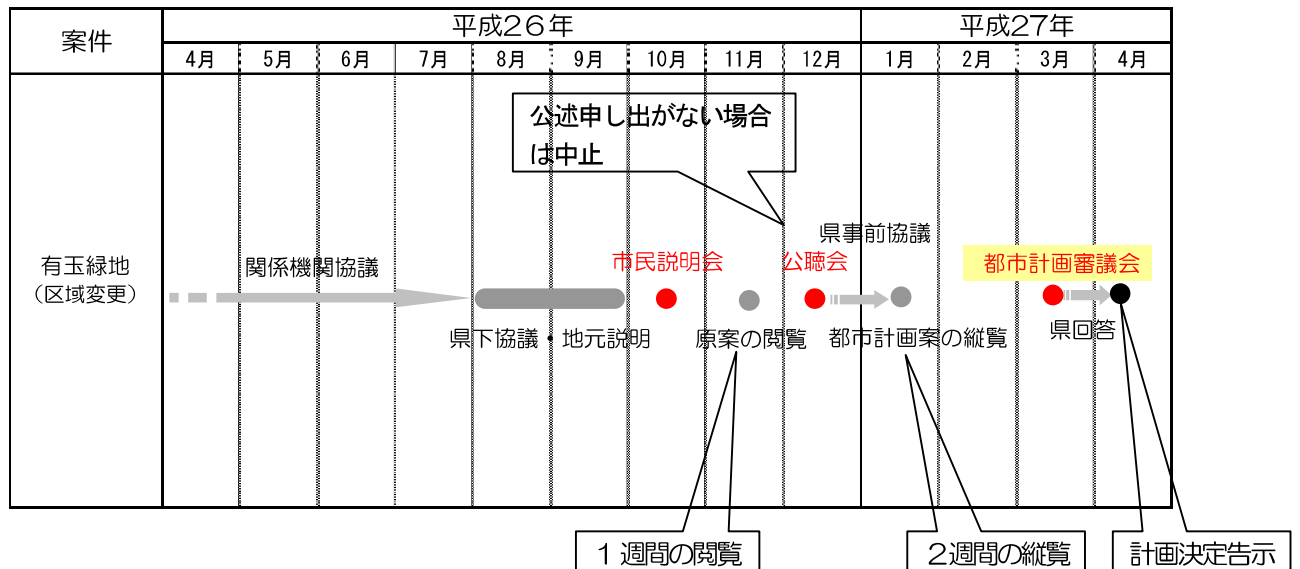 案件
平成26年
平成27年
4月 5月 6月 7月 8月 9月 10月 11月 12月 1月 2月 3月 4月
公述申し出がない場合
は中止
有玉緑地
(区域変更)
関係機関協議
県下協議・地元説明
市民説明会
原案の閲覧
公聴会
県事前協議
都市計画案の縦覧
都市計画審議会
県回答
1週間の閲覧
2週間の縦覧
計画決定告示